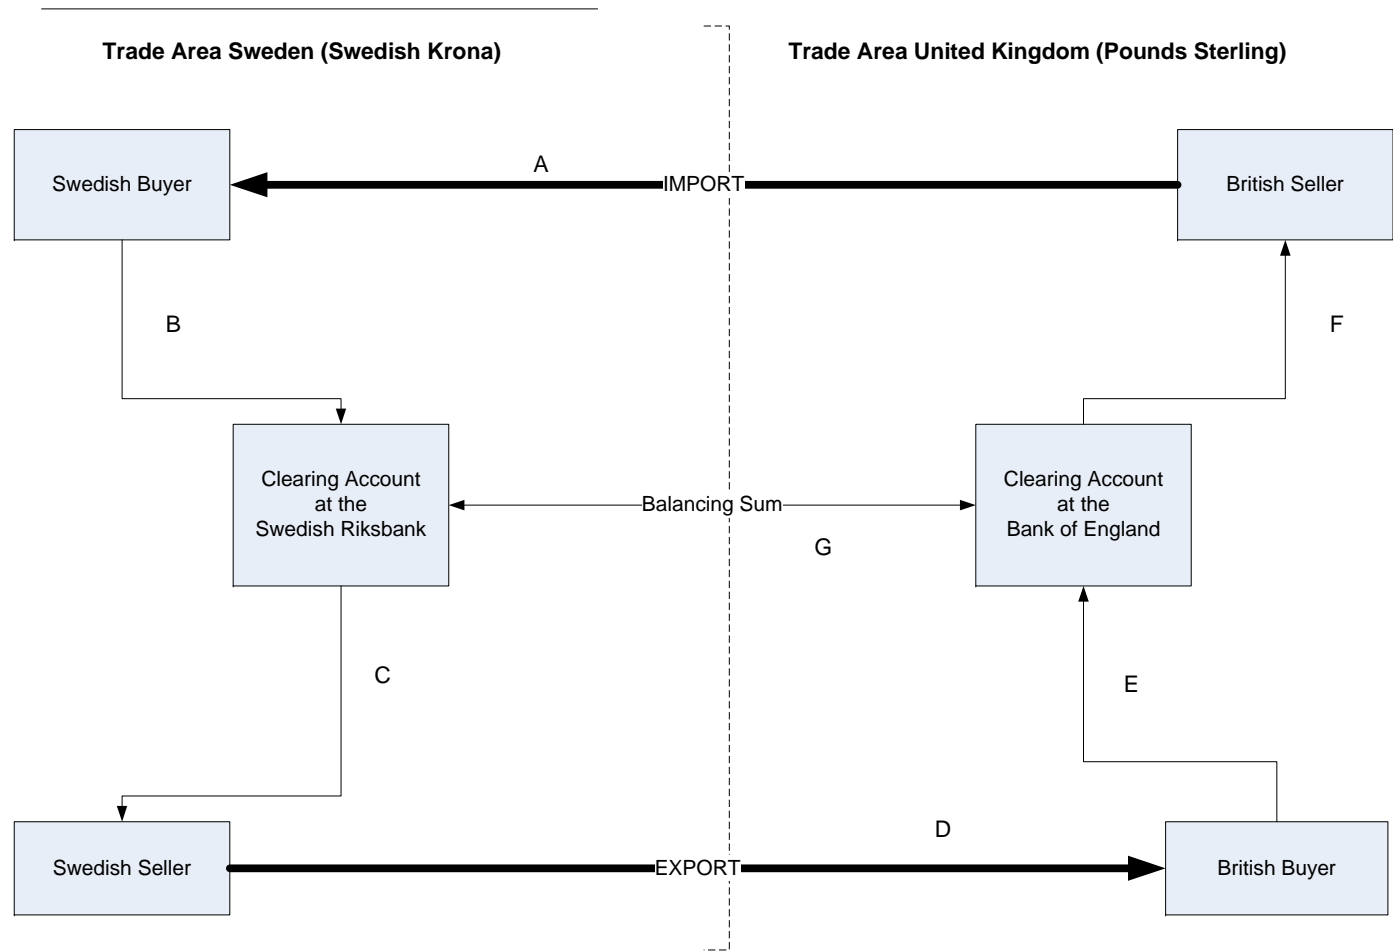 Trade Area Sweden (Swedish Krona)
Trade Area United Kingdom (Pounds Sterling)
A
Swedish Buyer
IMPORT
British Seller
B
F
Clearing Account
at the
Swedish Riksbank
Balancing Sum
Clearing Account
at the
Bank of England
G
C
E
D
Swedish Seller
EXPORT
British Buyer